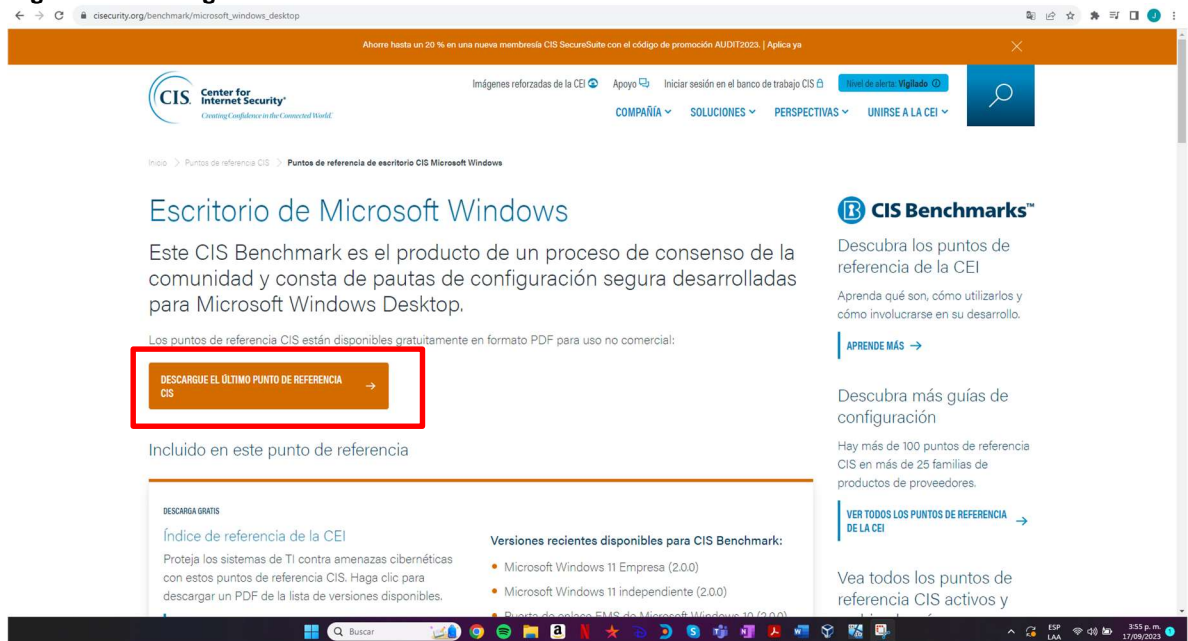 cisecurity.org/benchmark/microsoft_windows_desktop
Ahorre hasta un 20 % en una nueva membresía CIS SecureSuite con el código de promoción AUDIT2023. | Aplica ya
CIS. Center for
Internet Security®
Creating Confidence in the Connected World.
Imágenes reforzadas de la CEI
Apoyo
Iniciar sesión en el banco de trabajo CIS
Nivel de alerta: Vigilado
COMPAÑÍA
SOLUCIONES
PERSPECTIVAS
UNIRSE A LA CEI
Inicio > Puntos de referencia CIS > Puntos de referencia de escritorio CIS Microsoft Windows
Escritorio de Microsoft Windows
Este CIS Benchmark es el producto de un proceso de consenso de la
comunidad y consta de pautas de configuración segura desarrolladas
para Microsoft Windows Desktop.
Los puntos de referencia CIS están disponibles gratuitamente en formato PDF para uso no comercial:
DESCARGUE EL ÚLTIMO PUNTO DE REFERENCIA
CIS
Incluido en este punto de referencia
DESCARGA GRATIS
Índice de referencia de la CEI
Proteja los sistemas de TI contra amenazas cibernéticas
con estos puntos de referencia CIS. Haga clic para
descargar un PDF de la lista de versiones disponibles.
Versiones recientes disponibles para CIS Benchmark:
• Microsoft Windows 11 Empresa (2.0.0)
• Microsoft Windows 11 independiente (2.0.0)
• Puerta de enlace EMS de Microsoft Windows 10 (2.0.0)
CIS Benchmarks™
Descubra los puntos de
referencia de la CEI
Aprenda qué son, cómo utilizarlos y
cómo involucrarse en su desarrollo.
APRENDE MÁS
Descubra más guías de
configuración
Hay más de 100 puntos de referencia
CIS en más de 25 familias de
productos de proveedores.
VER TODOS LOS PUNTOS DE REFERENCIA
DE LA CEI
Vea todos los puntos de
referencia CIS activos y
Buscar
ESP
LAA
3:55 p. m.
17/09/2023